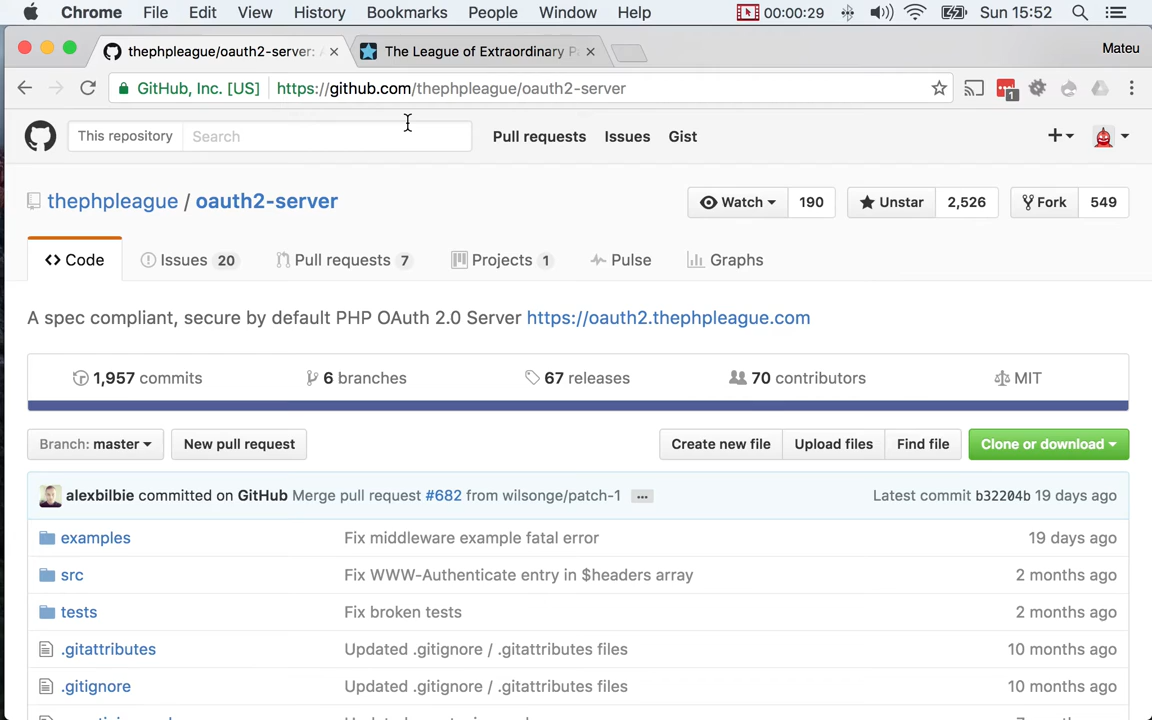 Chrome File Edit View History Bookmarks People Window Help 00:00:29 Sun 15:52
thephpleague/oauth2-server: The League of Extraordinary P Mateu
GitHub, Inc. [US] https://github.com/thephpleague/oauth2-server 1
This repository Search Pull requests Issues Gist
thephpleague / oauth2-server Watch 190 Unstar 2,526 Fork 549
Code Issues 20 Pull requests 7 Projects 1 Pulse Graphs
A spec compliant, secure by default PHP OAuth 2.0 Server https://oauth2.thephpleague.com
1,957 commits 6 branches 67 releases 70 contributors MIT
Branch: master New pull request Create new file Upload files Find file Clone or download
alexbilbie committed on GitHub Merge pull request #682 from wilsonge/patch-1 … Latest commit b32204b 19 days ago
examples Fix middleware example fatal error 19 days ago
src Fix WWW-Authenticate entry in $headers array 2 months ago
tests Fix broken tests 2 months ago
.gitattributes Updated .gitignore / .gitattributes files 10 months ago
.gitignore Updated .gitignore / .gitattributes files 10 months ago